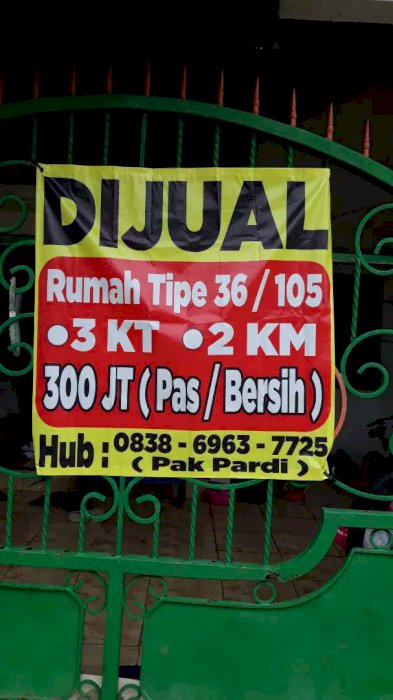 DIJUAL
Rumah Tipe 36 / 105
• 3 KT • 2 KM
300 JT ( Pas / Bersih )
Hub : 0838 - 6963 - 7725
( Pak Pardi )